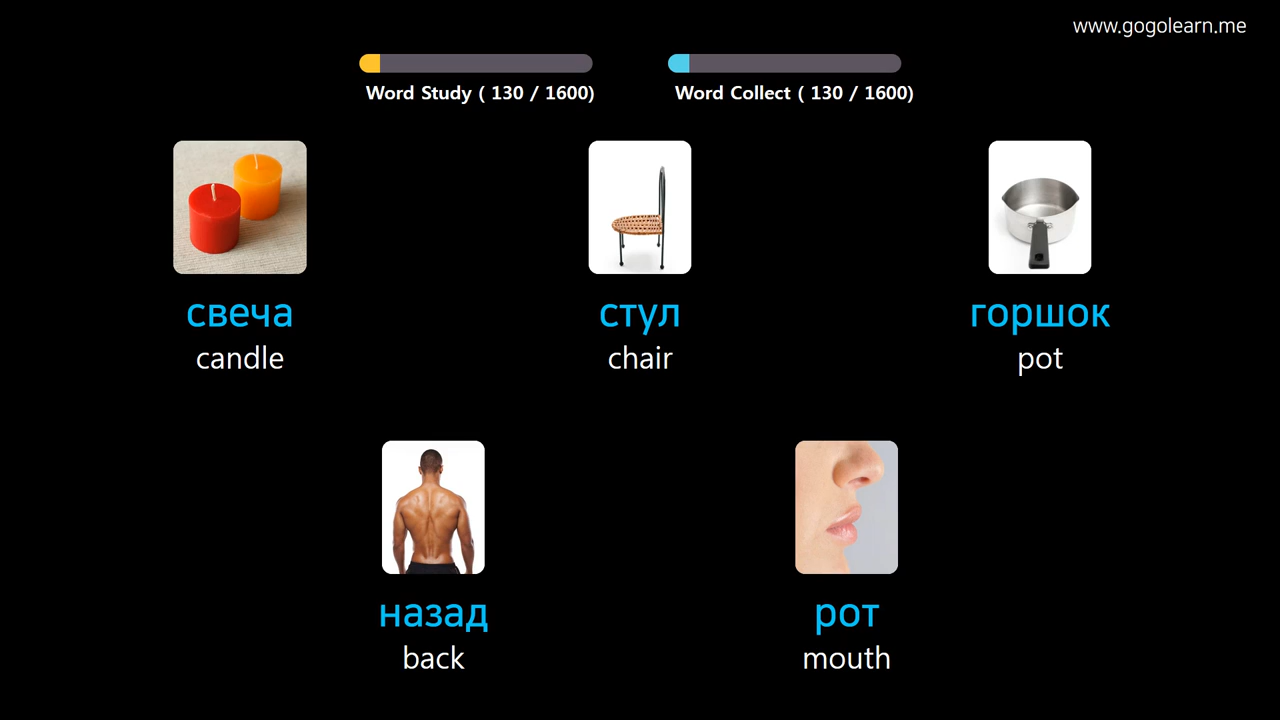 www.gogolearn.me
Word Study ( 130 / 1600)
Word Collect ( 130 / 1600)
свеча
candle
стул
chair
горшок
pot
назад
back
рот
mouth